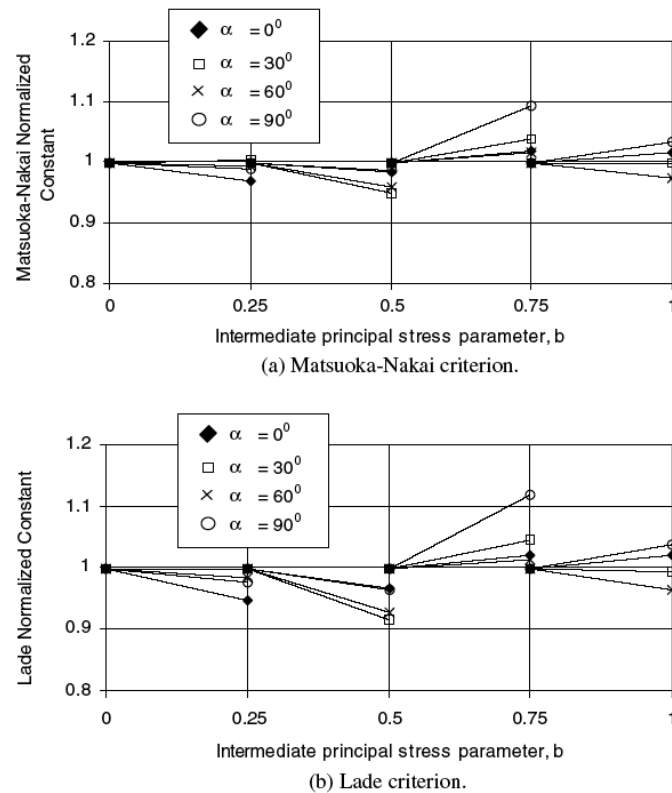 1.2
◆ α = 0⁰
□ α = 30⁰
× α = 60⁰
○ α = 90⁰
1.1
1
0.9
0.8
Matsuoka-Nakai Normalized
Constant
0 0.25 0.5 0.75 1
Intermediate principal stress parameter, b
(a) Matsuoka-Nakai criterion.
1.2
◆ α = 0⁰
□ α = 30⁰
× α = 60⁰
○ α = 90⁰
1.1
1
0.9
0.8
Lade Normalized Constant
0 0.25 0.5 0.75 1
Intermediate principal stress parameter, b
(b) Lade criterion.